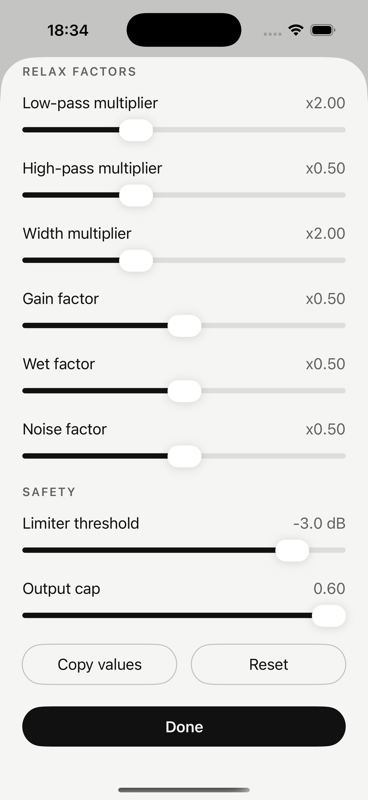 18:34
RELAX FACTORS
Low-pass multiplier x2.00
High-pass multiplier x0.50
Width multiplier x2.00
Gain factor x0.50
Wet factor x0.50
Noise factor x0.50
SAFETY
Limiter threshold -3.0 dB
Output cap 0.60
Copy values Reset
Done